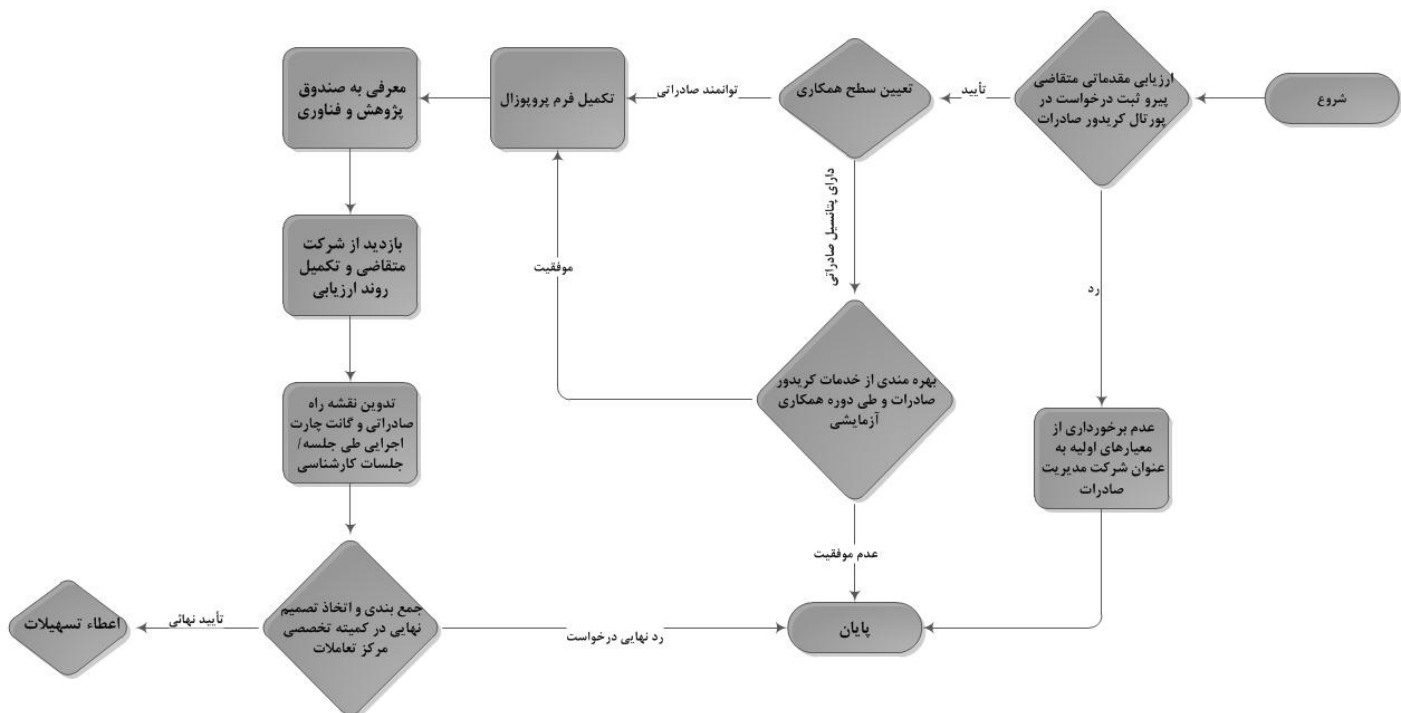 شروع
ارزیابی مقدماتی متقاضی
پیرو ثبت درخواست در
پورتال کریدور صادرات
تأیید
تعیین سطح همکاری
توانمند صادراتی
تکمیل فرم پروپوزال
معرفی به صندوق
پژوهش و فناوری
بازدید از شرکت
متقاضی و تکمیل
روند ارزیابی
دارای پتانسیل صادراتی
موفقیت
رد
بهره مندی از خدمات کریدور
صادرات و طی دوره همکاری
آزمایشی
تدوین نقشه راه
صادراتی و گانت چارت
اجرایی طی جلسه/
جلسات کارشناسی
عدم برخورداری از
معیارهای اولیه به
عنوان شرکت مدیریت
صادرات
عدم موفقیت
پایان
رد نهایی درخواست
جمع بندی و اتخاذ تصمیم
نهایی در کمیته تخصصی
مرکز تعاملات
تأیید نهائی
اعطاء تسهیلات